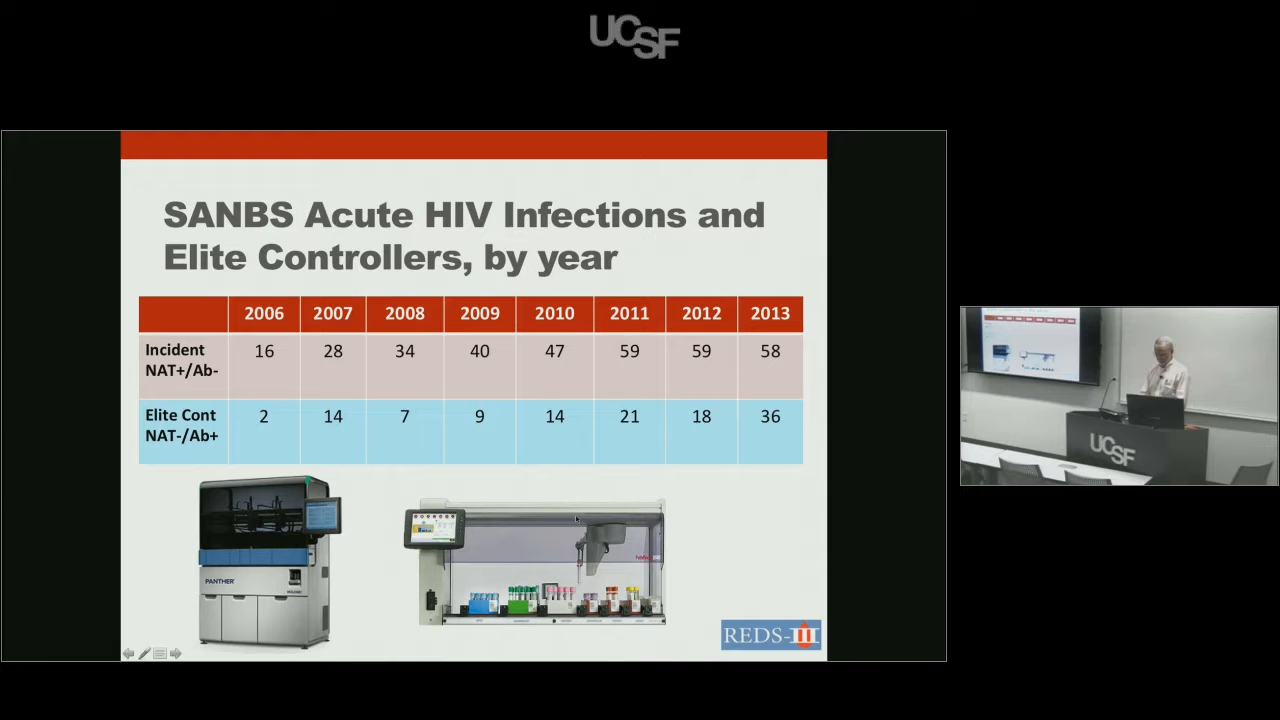 UCSF
SANBS Acute HIV Infections and
Elite Controllers, by year
2006 2007 2008 2009 2010 2011 2012 2013
Incident NAT+/Ab- 16 28 34 40 47 59 59 58
Elite Cont NAT-/Ab+ 2 14 7 9 14 21 18 36
PANTHER
REDS-III
UCSF